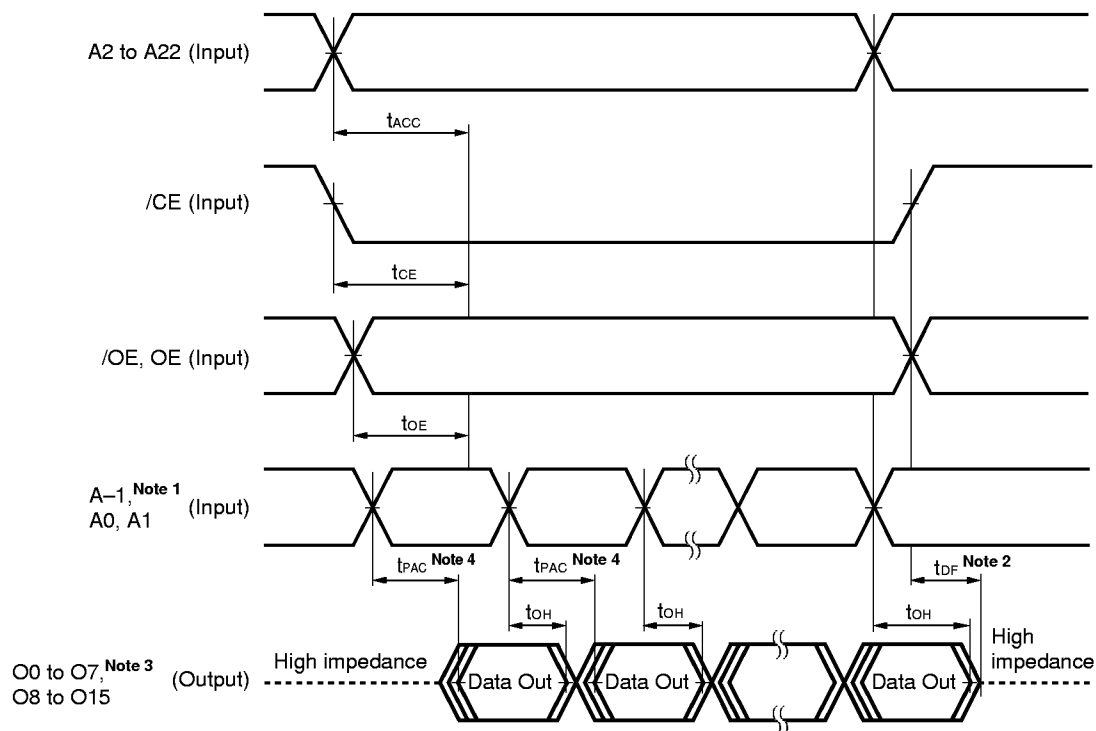 A2 to A22 (Input)
tACC
/CE (Input)
tCE
/OE, OE (Input)
tOE
A–1, Note 1
A0, A1
(Input)
tPAC Note 4
tPAC Note 4
tDF Note 2
tOH
tOH
tOH
O0 to O7, Note 3
O8 to O15
(Output)
High impedance
Data Out
Data Out
Data Out
High
impedance